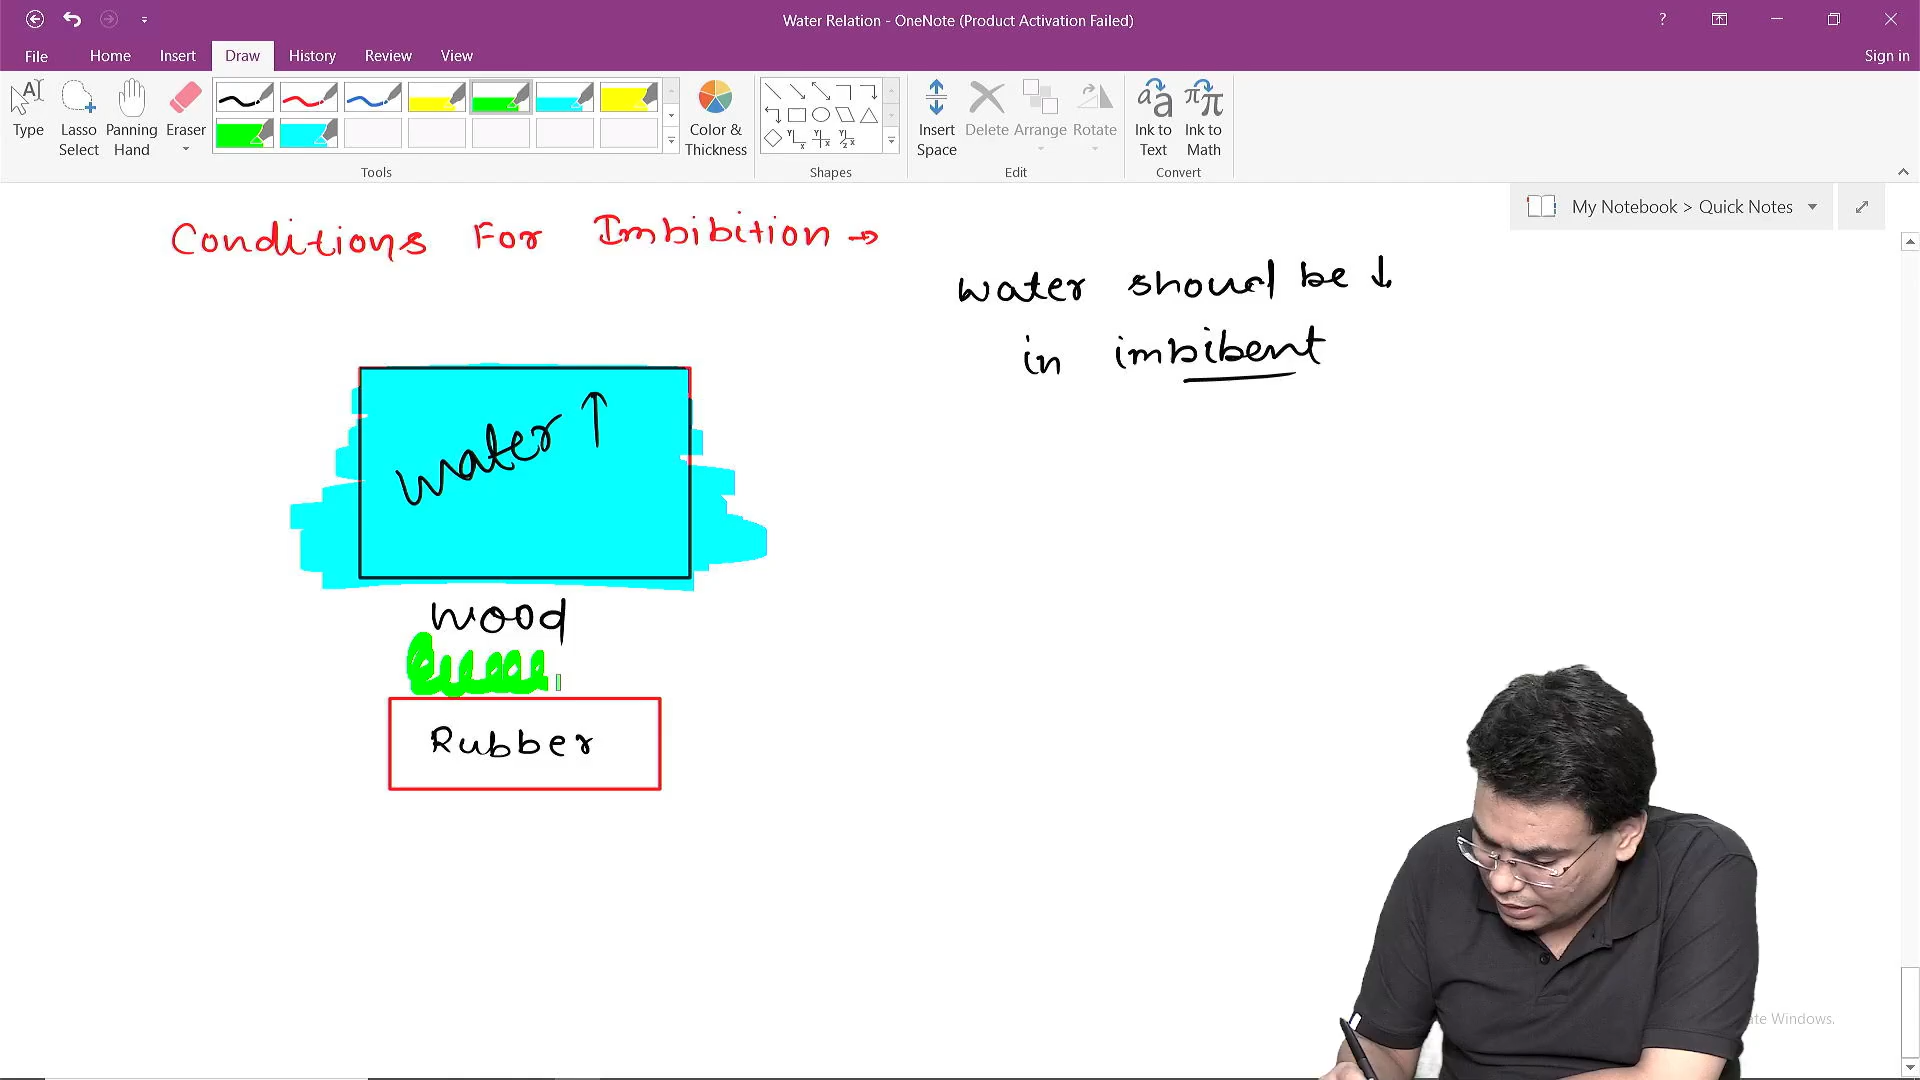 Water Relation - OneNote (Product Activation Failed)
?
File
Home
Insert
Draw
History
Review
View
Sign in
Type
Lasso Select
Panning Hand
Eraser
Color & Thickness
Insert Space
Delete
Arrange
Rotate
Ink to Text
Ink to Math
Tools
Shapes
Edit
Convert
My Notebook > Quick Notes
Conditions For Imbibition →
water should be ↓
in imbibent
water ↑
wood
Rubber
ate Windows.